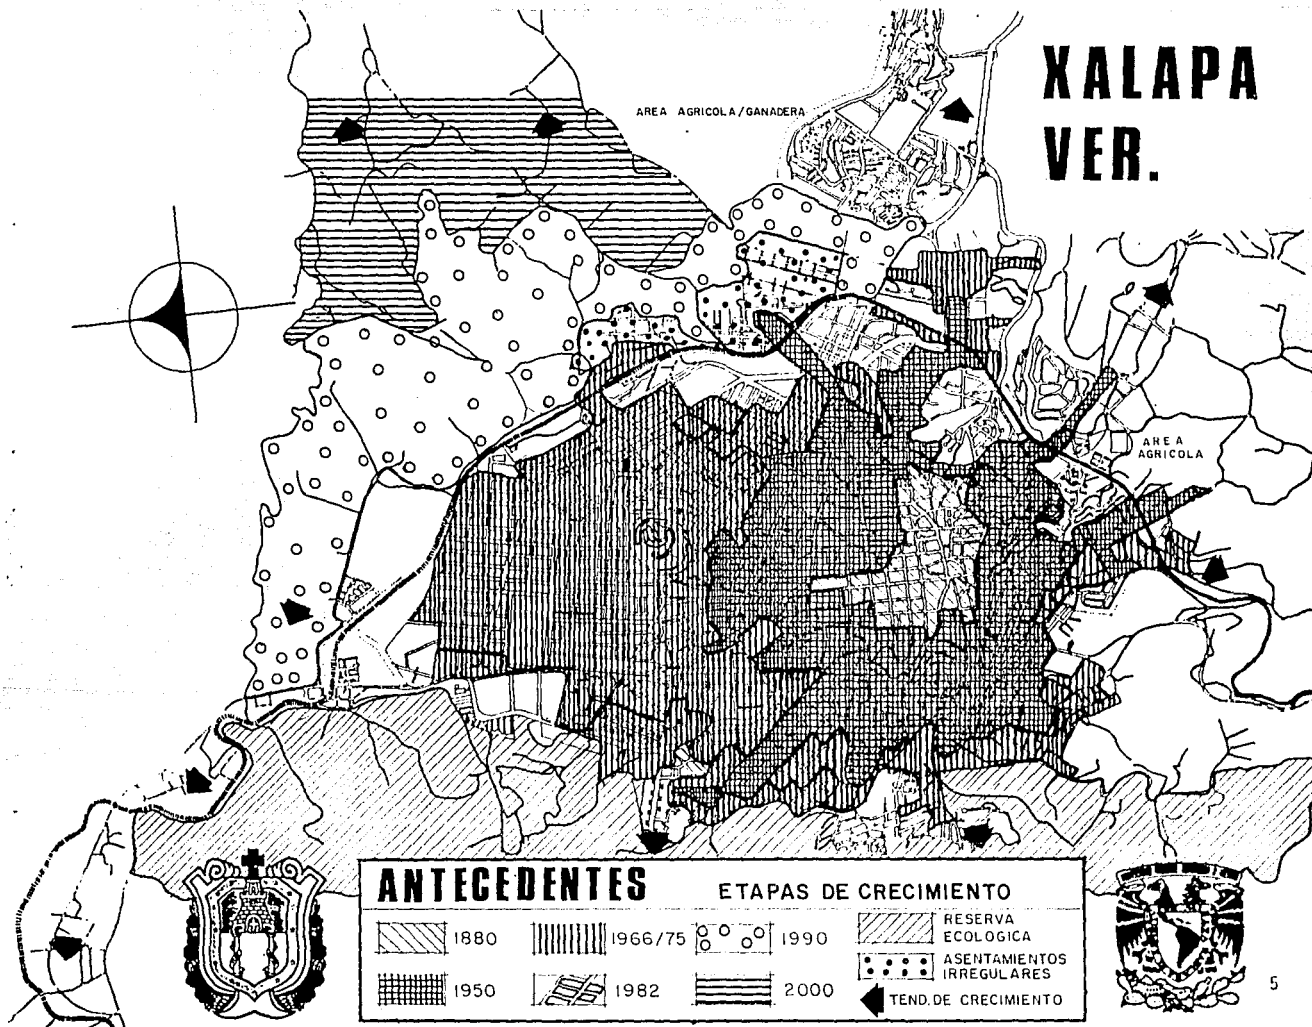 XALAPA
VER.
AREA AGRICOLA/GANADERA
AREA
AGRICOLA
ANTECEDENTES
ETAPAS DE CRECIMIENTO
1880
1966/75
1990
RESERVA
ECOLOGICA
1950
1982
2000
ASENTAMIENTOS
IRREGULARES
TEND. DE CRECIMIENTO
5